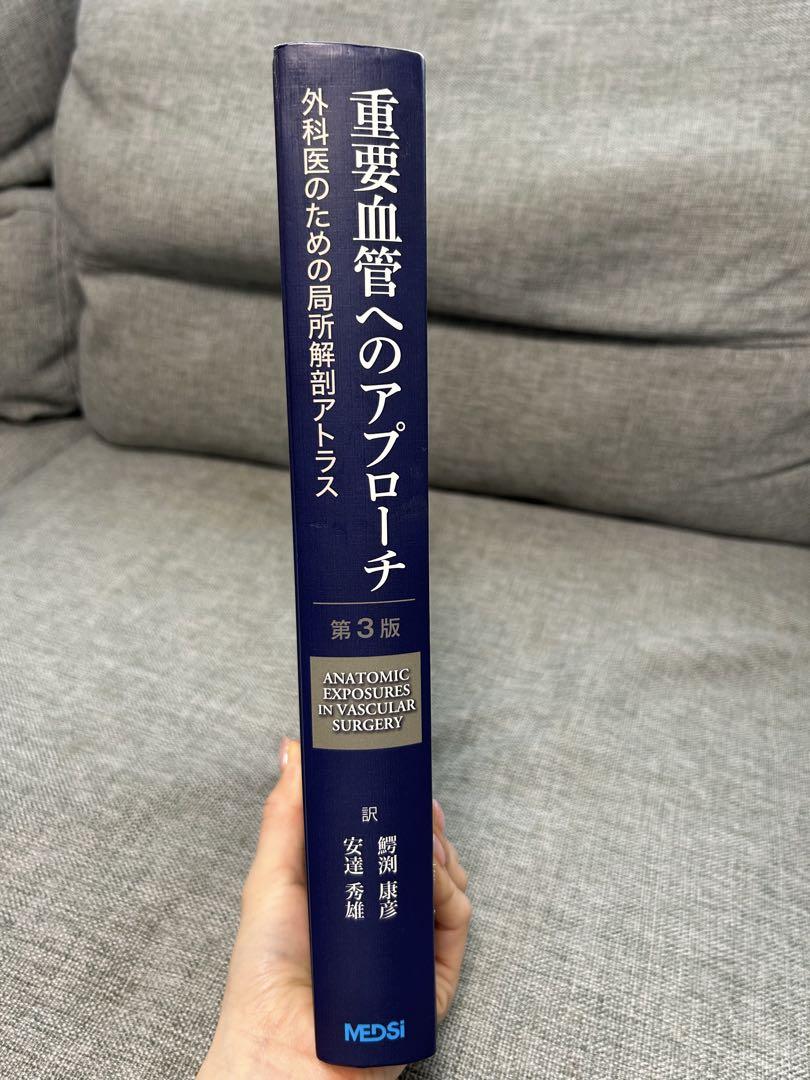 重要血管へのアプローチ
外科医のための局所解剖アトラス
第3版
ANATOMIC
EXPOSURES
IN VASCULAR
SURGERY
訳
鰐渕 康彦
安達 秀雄
MEDSi